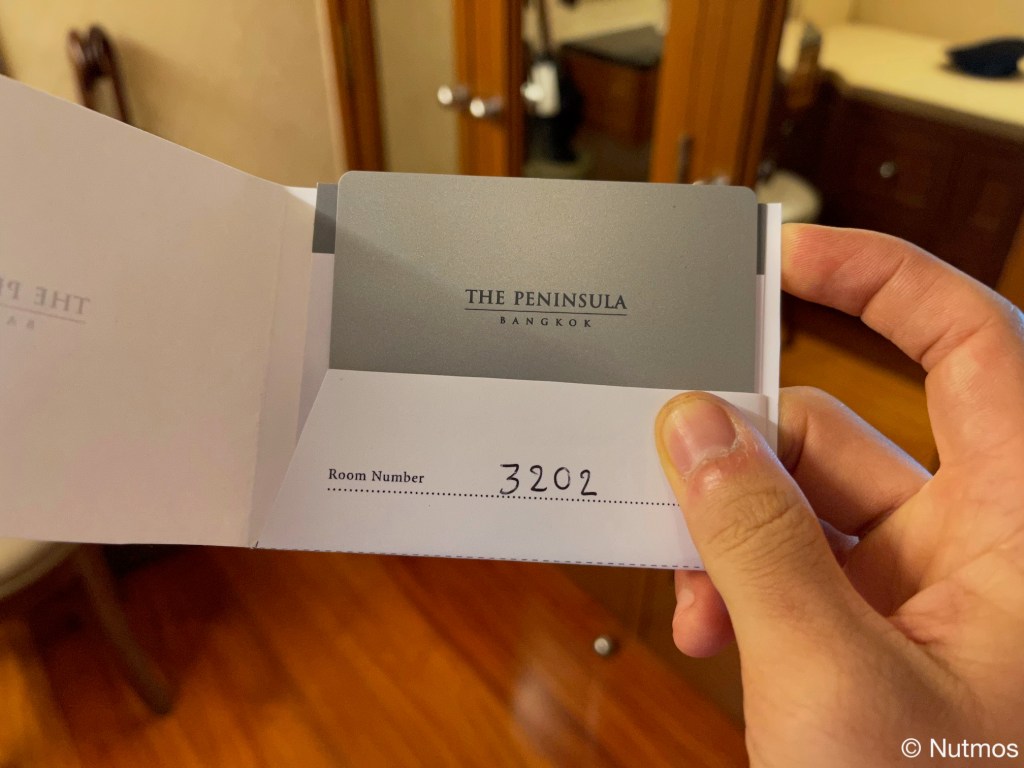 THE PENINSULA
BANGKOK
Room Number 3202
© Nutmos